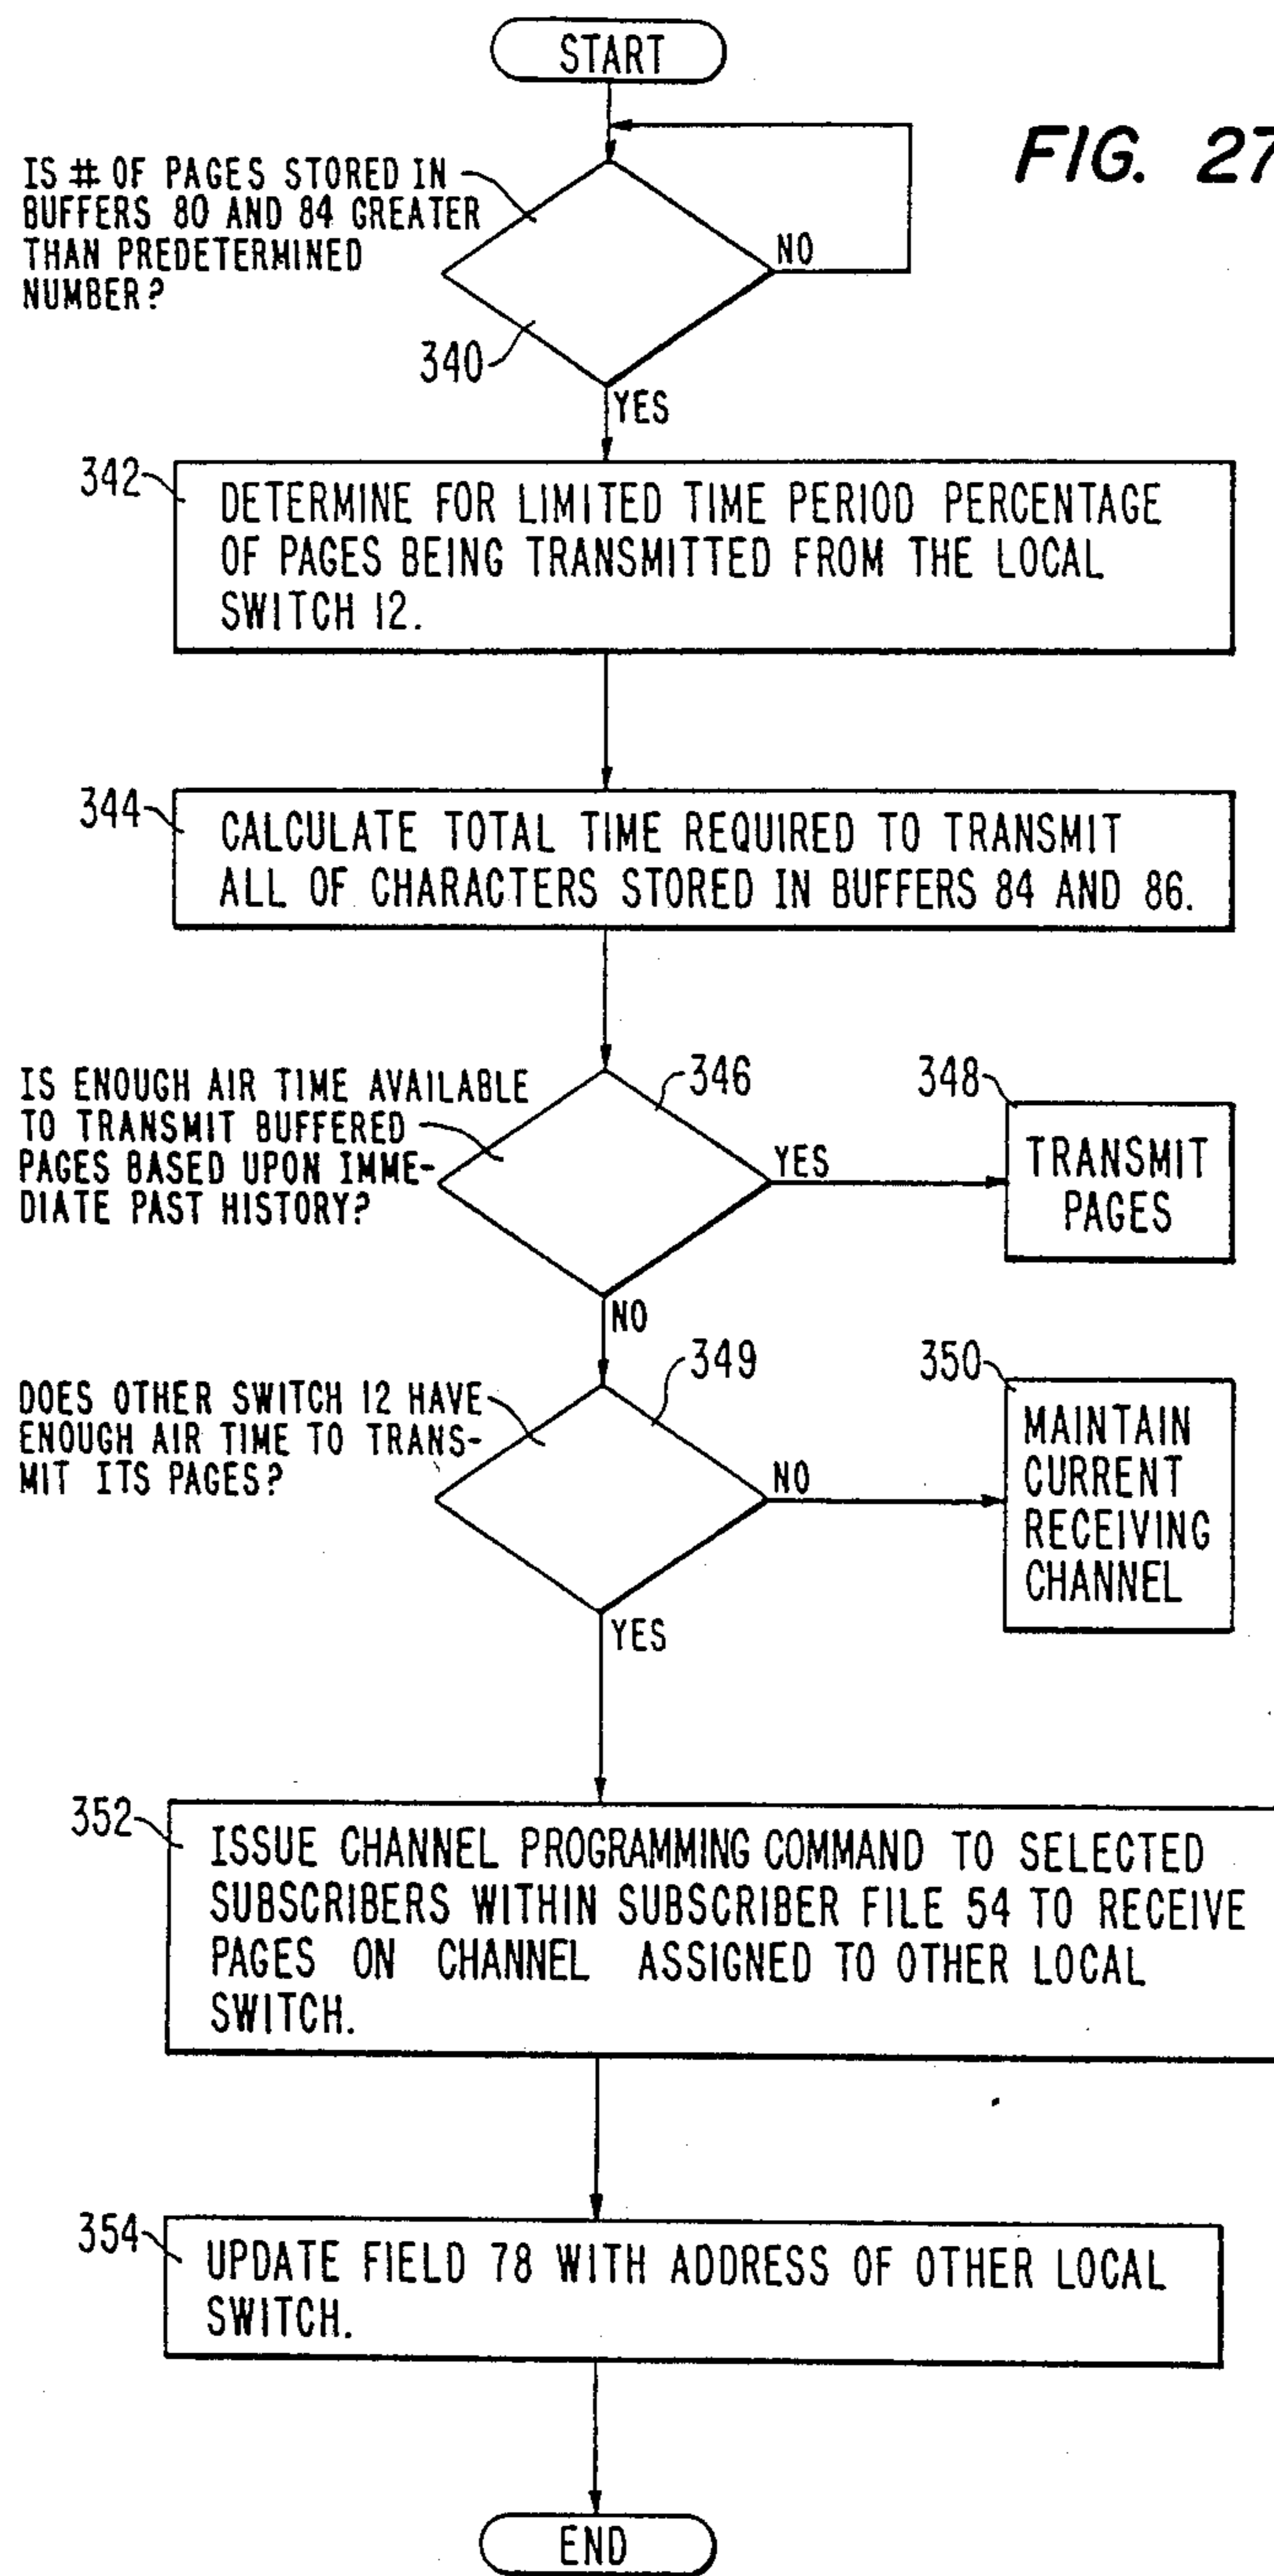 START
FIG. 27
IS # OF PAGES STORED IN
BUFFERS 80 AND 84 GREATER
THAN PREDETERMINED
NUMBER?
NO
340
YES
342
DETERMINE FOR LIMITED TIME PERIOD PERCENTAGE
OF PAGES BEING TRANSMITTED FROM THE LOCAL
SWITCH 12.
344
CALCULATE TOTAL TIME REQUIRED TO TRANSMIT
ALL OF CHARACTERS STORED IN BUFFERS 84 AND 86.
IS ENOUGH AIR TIME AVAILABLE
TO TRANSMIT BUFFERED
PAGES BASED UPON IMME-
DIATE PAST HISTORY?
346
YES
348
TRANSMIT
PAGES
NO
DOES OTHER SWITCH 12 HAVE
ENOUGH AIR TIME TO TRANS-
MIT ITS PAGES?
349
NO
350
MAINTAIN
CURRENT
RECEIVING
CHANNEL
YES
352
ISSUE CHANNEL PROGRAMMING COMMAND TO SELECTED
SUBSCRIBERS WITHIN SUBSCRIBER FILE 54 TO RECEIVE
PAGES ON CHANNEL ASSIGNED TO OTHER LOCAL
SWITCH.
354
UPDATE FIELD 78 WITH ADDRESS OF OTHER LOCAL
SWITCH.
END